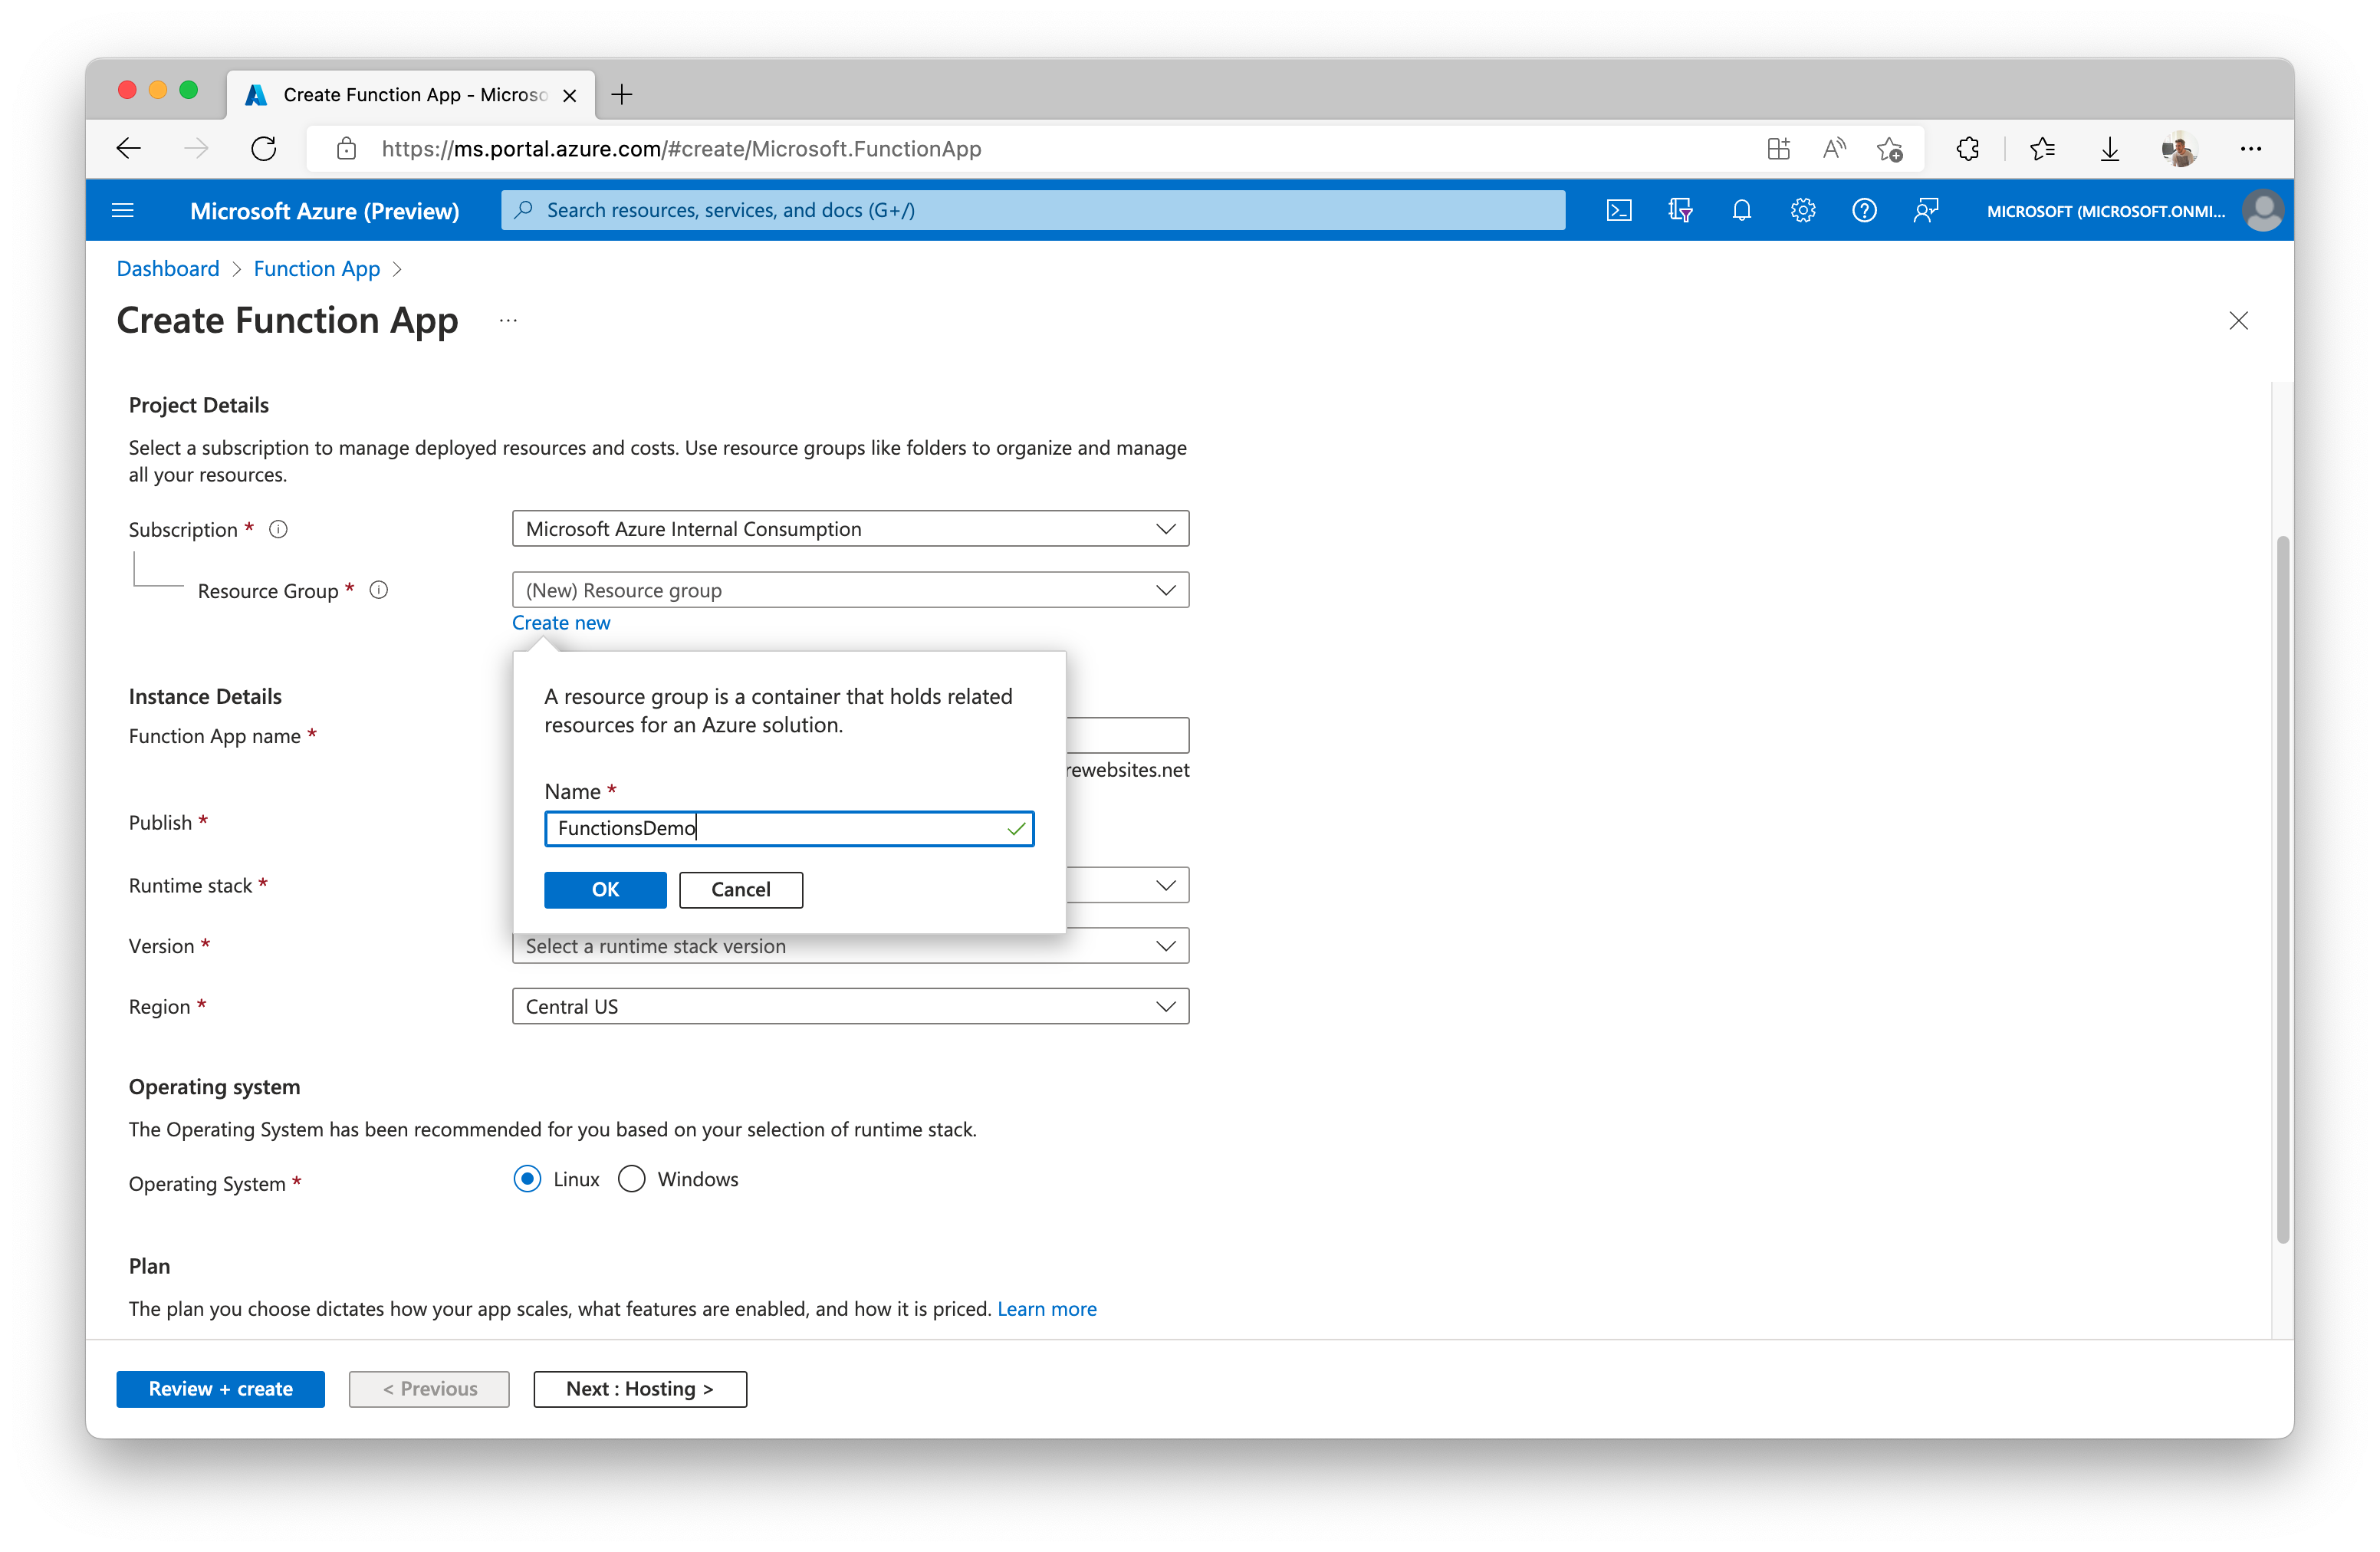 Create Function App - Micros
https://ms.portal.azure.com/#create/Microsoft.FunctionApp
Microsoft Azure (Preview)
Search resources, services, and docs (G+/)
MICROSOFT (MICROSOFT.ONMI...
Dashboard > Function App >
Create Function App ...
Project Details
Select a subscription to manage deployed resources and costs. Use resource groups like folders to organize and manage
all your resources.
Subscription *
Microsoft Azure Internal Consumption
Resource Group *
(New) Resource group
Create new
A resource group is a container that holds related
resources for an Azure solution.
Name *
FunctionsDemo
OK
Cancel
Instance Details
Function App name *
rewebsites.net
Publish *
Runtime stack *
Version *
Select a runtime stack version
Region *
Central US
Operating system
The Operating System has been recommended for you based on your selection of runtime stack.
Operating System *
Linux
Windows
Plan
The plan you choose dictates how your app scales, what features are enabled, and how it is priced. Learn more
Review + create
< Previous
Next : Hosting >